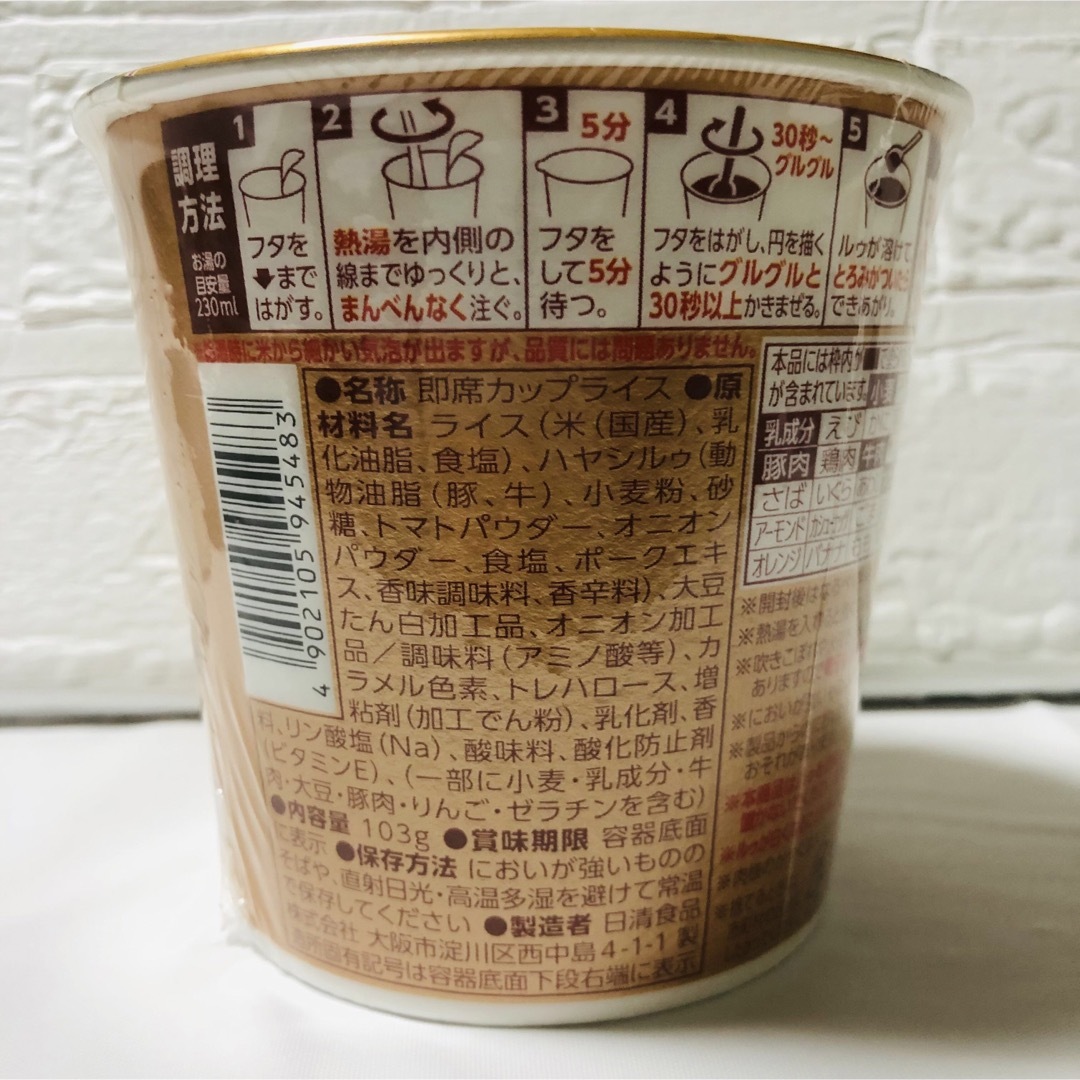 調理
方法
お湯の
目安量
230ml
1
フタを
まで
はがす。
2
熱湯を内側の
線までゆっくりと、
まんべんなく注ぐ。
3
5分
フタを
して5分
待つ。
4
30秒~
グルグル
フタをはがし、円を描く
ようにグルグルと
30秒以上かきまぜる。
5
ルゥが溶けて、
とろみがついたら
できあがり。
米から細かい気泡が出ますが、品質には問題ありません。
4 902105 945483
●名称 即席カップライス ●原
材料名 ライス(米(国産)、乳
化油脂、食塩)、ハヤシルゥ(動
物油脂(豚、牛)、小麦粉、砂
糖、トマトパウダー、オニオン
パウダー、食塩、ポークエキ
ス、香味調味料、香辛料)、大豆
たん白加工品、オニオン加工
品/調味料(アミノ酸等)、カ
ラメル色素、トレハロース、増
粘剤(加工でん粉)、乳化剤、香
料、リン酸塩(Na)、酸味料、酸化防止剤
(ビタミンE)、(一部に小麦・乳成分・牛
肉・大豆・豚肉・りんご・ゼラチンを含む)
●内容量 103g ●賞味期限 容器底面
に表示 ●保存方法 においが強いものの
そばや、直射日光・高温多湿を避けて常温
で保存してください ●製造者 日清食品
株式会社 大阪市淀川区西中島4-1-1 製
造所固有記号は容器底面下段右端に表示
本品には枠内が
が含まれています。小麦
乳成分 えび かに
豚肉 鶏肉 牛乳
さば いくら
アーモンド カシューナッツ
オレンジ バナナ
※開封後は
※熱湯を
※吹きこぼれ
あります
※におい
※製品
おそれが